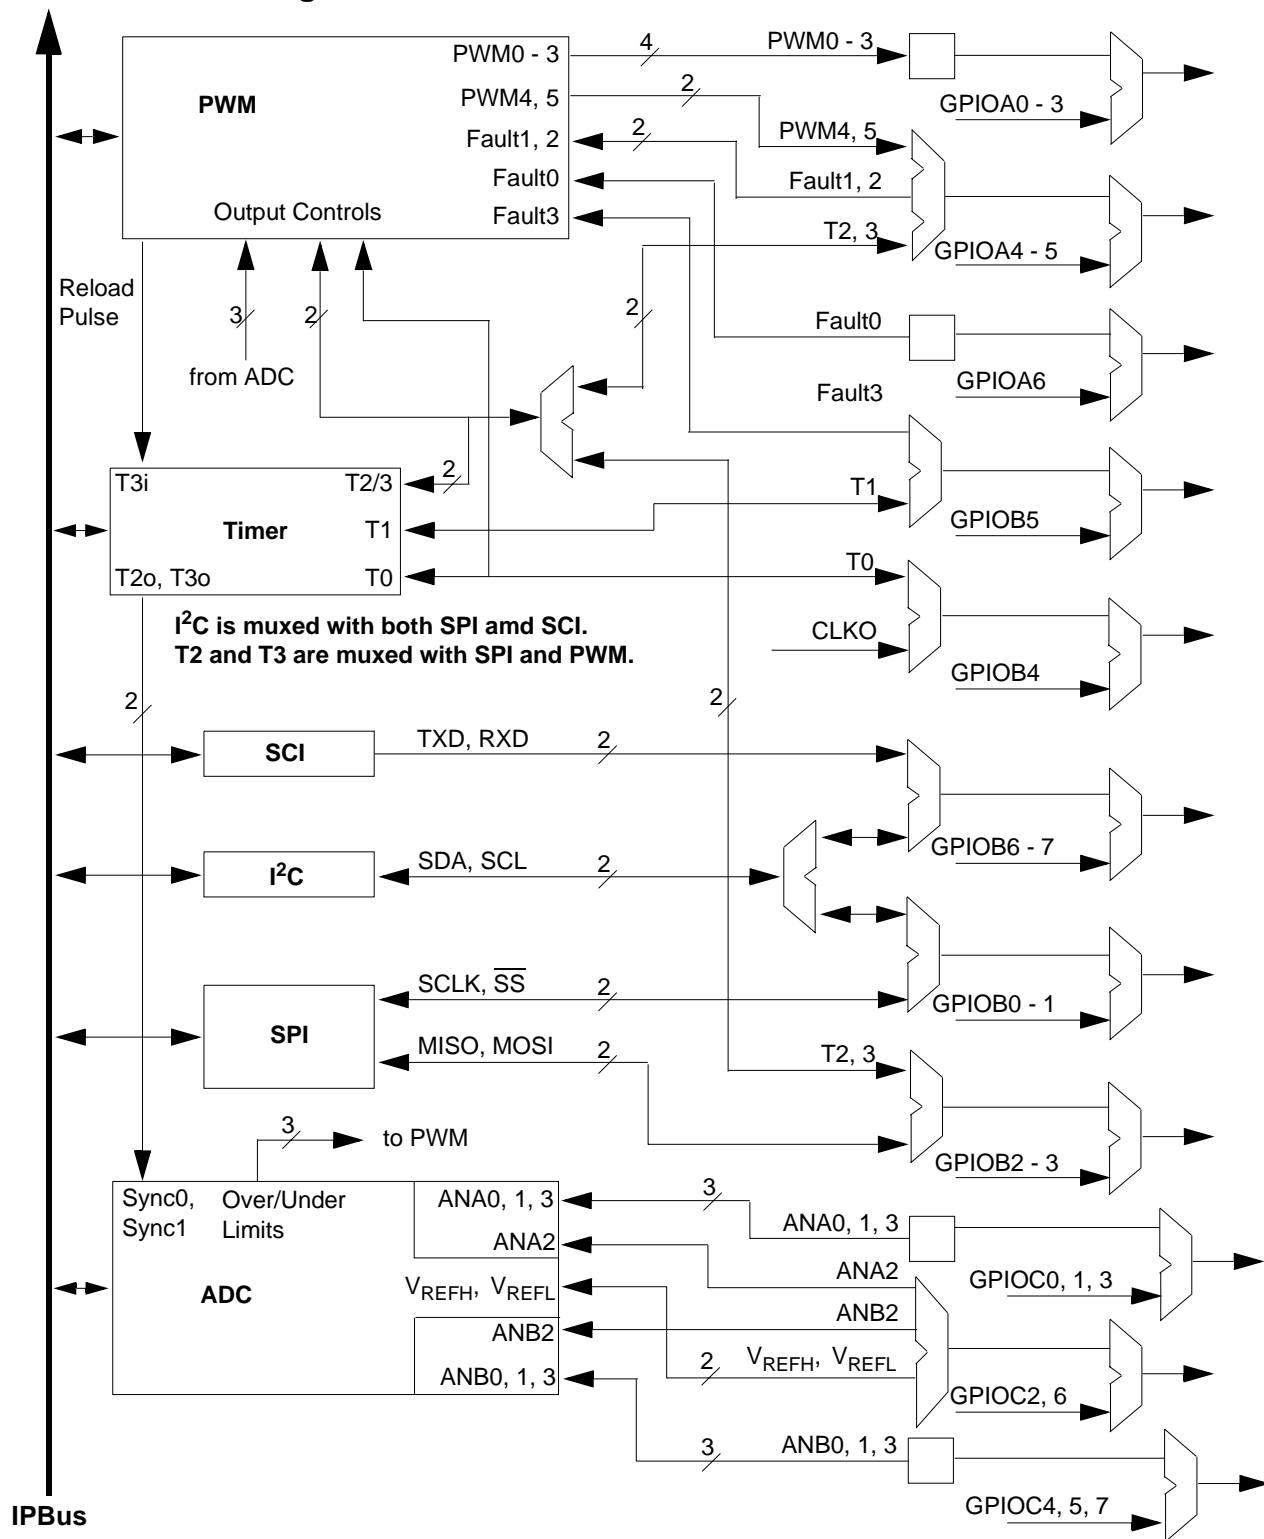 PWM
PWM0 - 3
PWM4, 5
Fault1, 2
Fault0
Fault3
Output Controls
4
2
2
PWM0 - 3
GPIOA0 - 3
PWM4, 5
Fault1, 2
T2, 3
GPIOA4 - 5
Reload
Pulse
3
2
2
from ADC
Fault0
GPIOA6
Fault3
T3i
T2/3
2
Timer
T1
T2o, T3o
T0
T1
GPIOB5
T0
CLKO
GPIOB4
I²C is muxed with both SPI amd SCI.
T2 and T3 are muxed with SPI and PWM.
2
2
SCI
TXD, RXD
2
GPIOB6 - 7
I²C
SDA, SCL
2
SPI
SCLK, S̅S̅
2
GPIOB0 - 1
MISO, MOSI
2
T2, 3
GPIOB2 - 3
3
to PWM
Sync0,
Sync1
Over/Under
Limits
ADC
ANA0, 1, 3
ANA2
VREFH, VREFL
ANB2
ANB0, 1, 3
3
ANA0, 1, 3
GPIOC0, 1, 3
ANA2
ANB2
2
VREFH, VREFL
GPIOC2, 6
3
ANB0, 1, 3
GPIOC4, 5, 7
IPBus